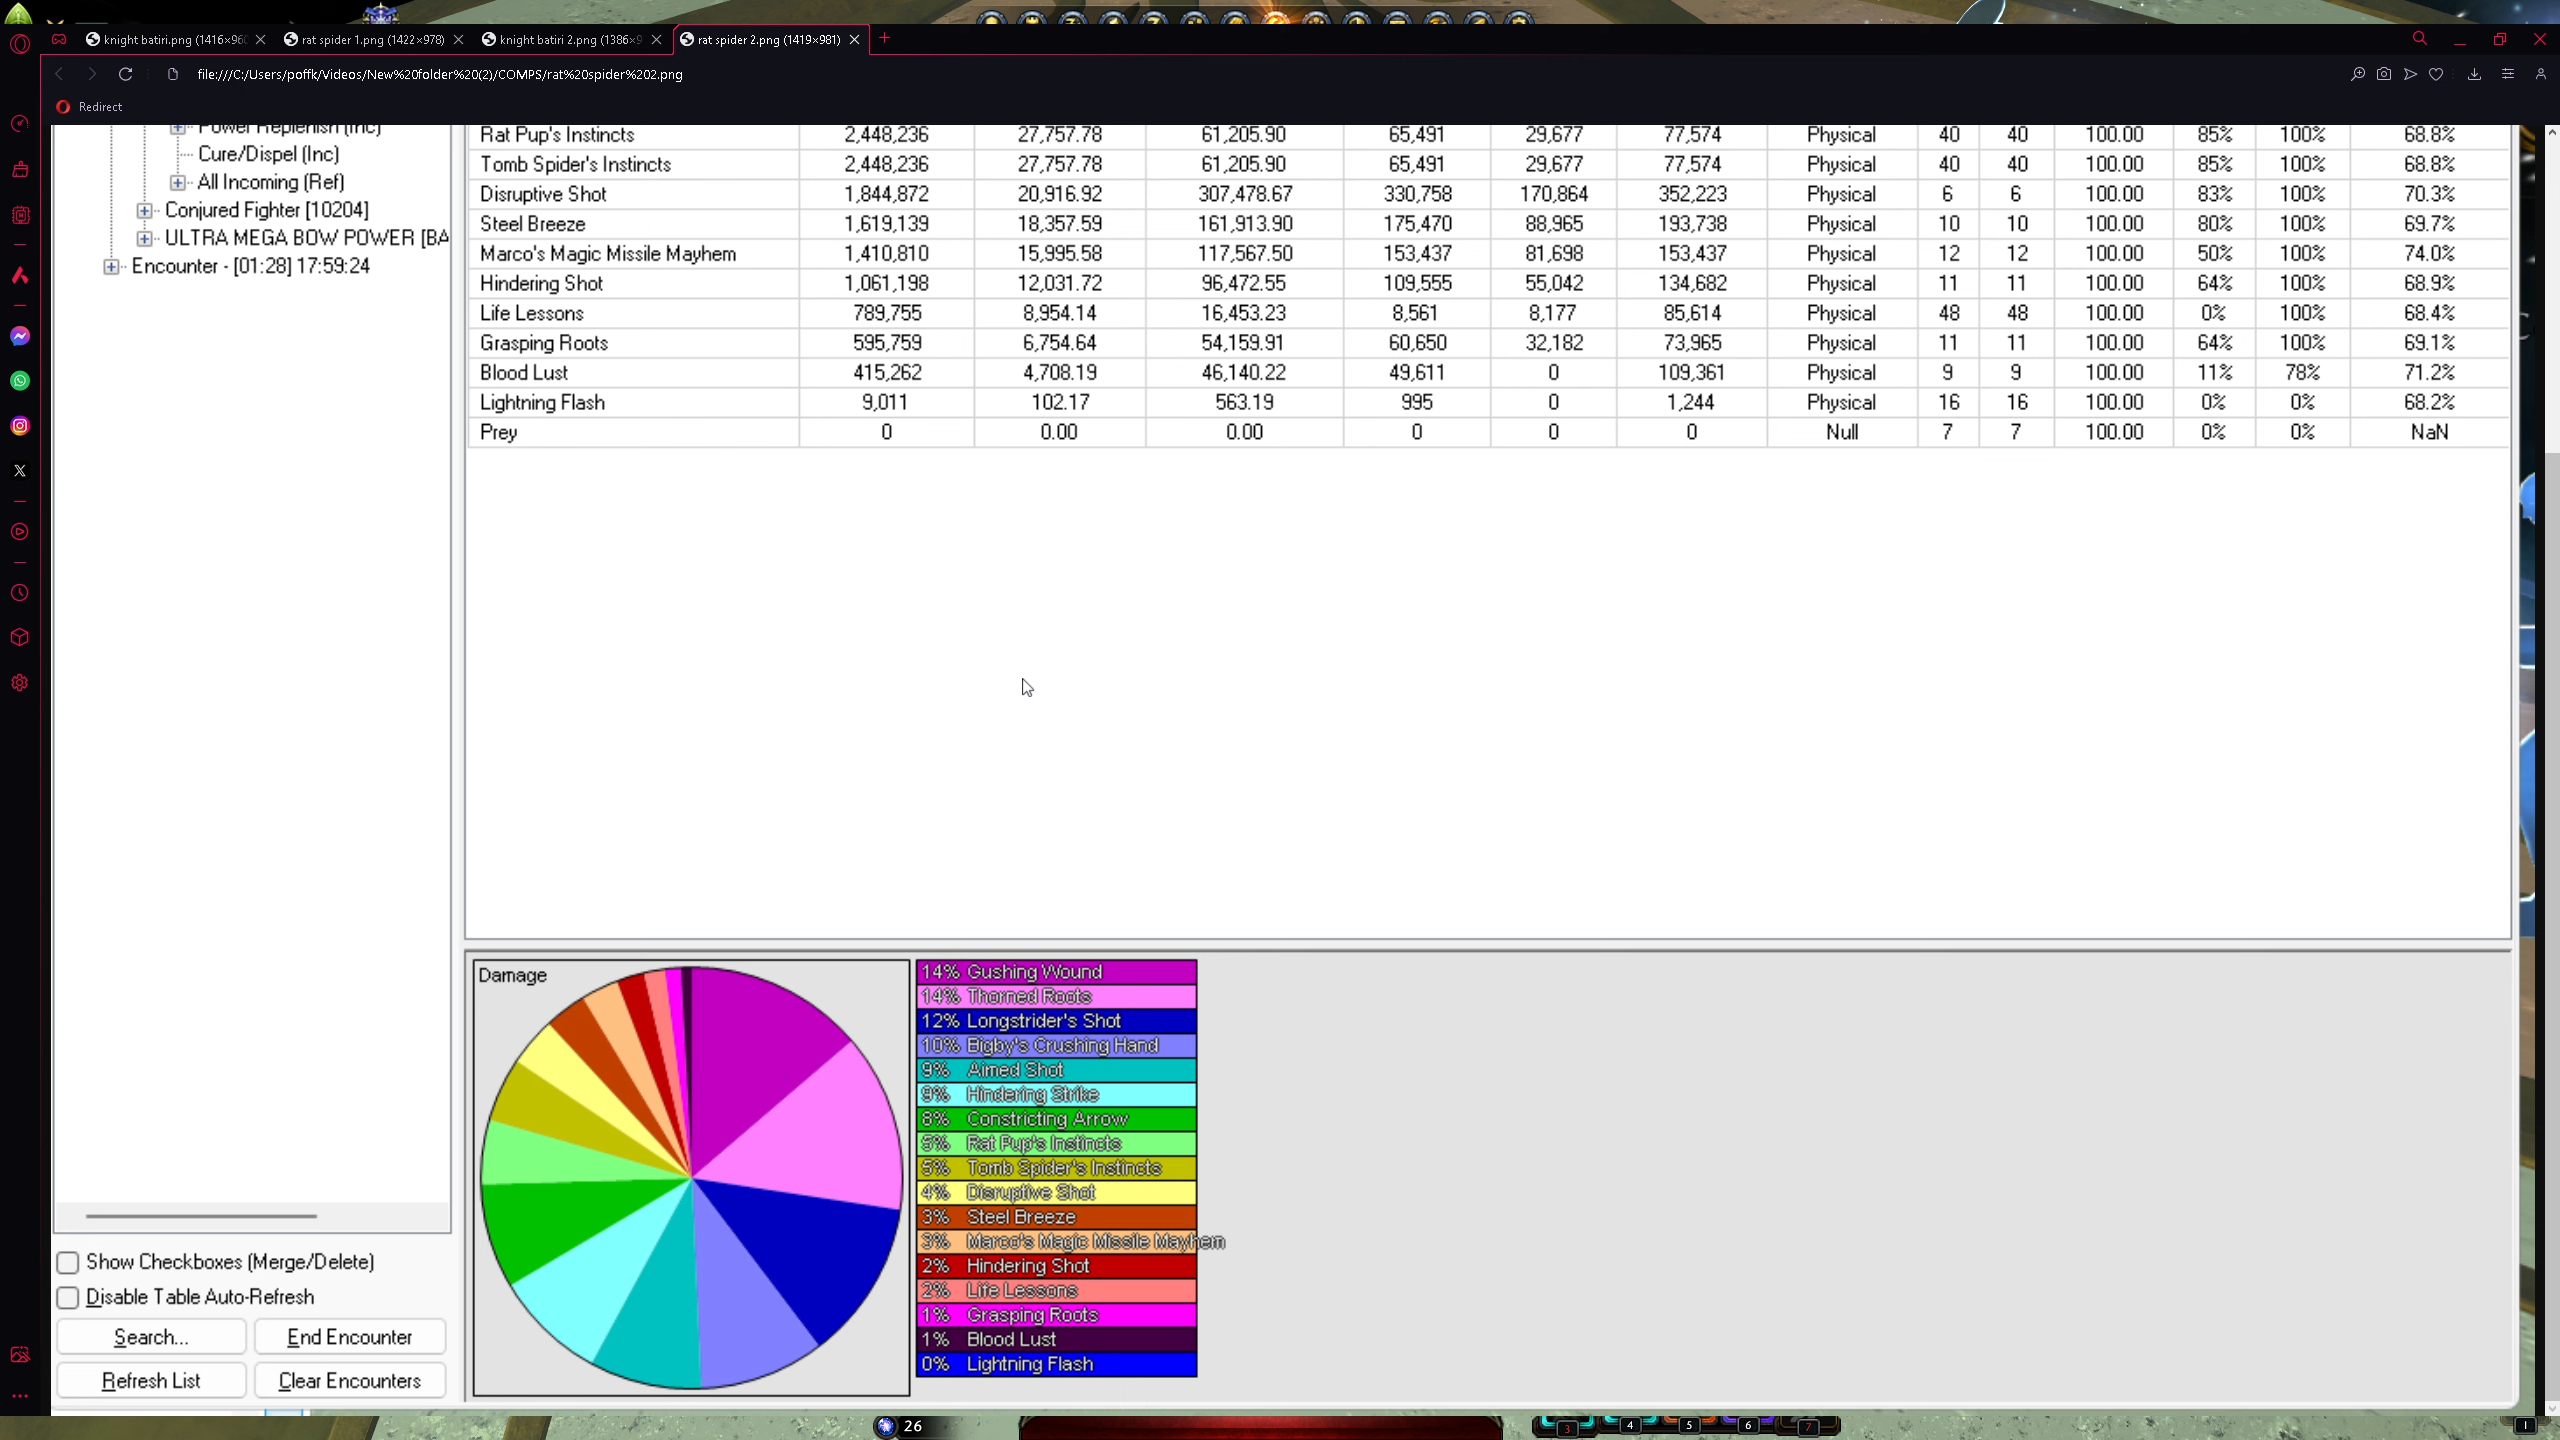 knight batiri.png (1416×960
rat spider 1.png (1422×978)
knight batiri 2.png (1386×9
rat spider 2.png (1419×981)
file:///C:/Users/poffk/Videos/New%20folder%20(2)/COMPS/rat%20spider%202.png
Redirect
Power Replenish (Inc)
Cure/Dispel (Inc)
All Incoming (Ref)
Conjured Fighter [10204]
ULTRA MEGA BOW POWER [BA
Encounter - [01:28] 17:59:24
Rat Pup's Instincts 2,448,236 27,757.78 61,205.90 65,491 29,677 77,574 Physical 40 40 100.00 85% 100% 68.8%
Tomb Spider's Instincts 2,448,236 27,757.78 61,205.90 65,491 29,677 77,574 Physical 40 40 100.00 85% 100% 68.8%
Disruptive Shot 1,844,872 20,916.92 307,478.67 330,758 170,864 352,223 Physical 6 6 100.00 83% 100% 70.3%
Steel Breeze 1,619,139 18,357.59 161,913.90 175,470 88,965 193,738 Physical 10 10 100.00 80% 100% 69.7%
Marco's Magic Missile Mayhem 1,410,810 15,995.58 117,567.50 153,437 81,698 153,437 Physical 12 12 100.00 50% 100% 74.0%
Hindering Shot 1,061,198 12,031.72 96,472.55 109,555 55,042 134,682 Physical 11 11 100.00 64% 100% 68.9%
Life Lessons 789,755 8,954.14 16,453.23 8,561 8,177 85,614 Physical 48 48 100.00 0% 100% 68.4%
Grasping Roots 595,759 6,754.64 54,159.91 60,650 32,182 73,965 Physical 11 11 100.00 64% 100% 69.1%
Blood Lust 415,262 4,708.19 46,140.22 49,611 0 109,361 Physical 9 9 100.00 11% 78% 71.2%
Lightning Flash 9,011 102.17 563.19 995 0 1,244 Physical 16 16 100.00 0% 0% 68.2%
Prey 0 0.00 0.00 0 0 0 Null 7 7 100.00 0% 0% NaN
Damage
14% Gushing Wound
14% Thorned Roots
12% Longstrider's Shot
10% Bigby's Crushing Hand
9% Aimed Shot
9% Hindering Strike
8% Constricting Arrow
5% Rat Pup's Instincts
5% Tomb Spider's Instincts
4% Disruptive Shot
3% Steel Breeze
3% Marco's Magic Missile Mayhem
2% Hindering Shot
2% Life Lessons
1% Grasping Roots
1% Blood Lust
0% Lightning Flash
Show Checkboxes (Merge/Delete)
Disable Table Auto-Refresh
Search...
End Encounter
Refresh List
Clear Encounters
26
3 4 5 6 7